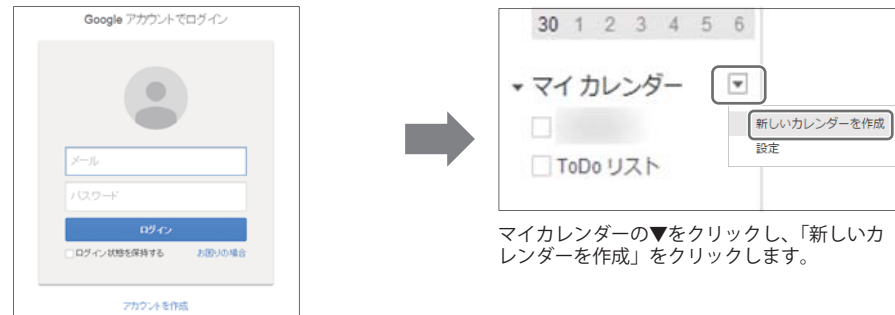 Google アカウントでログイン
メール
パスワード
ログイン
ログイン状態を保持する
お困りの場合
アカウントを作成
30 1 2 3 4 5 6
マイ カレンダー
新しいカレンダーを作成
設定
ToDo リスト
マイカレンダーの▼をクリックし、「新しいカ
レンダーを作成」をクリックします。